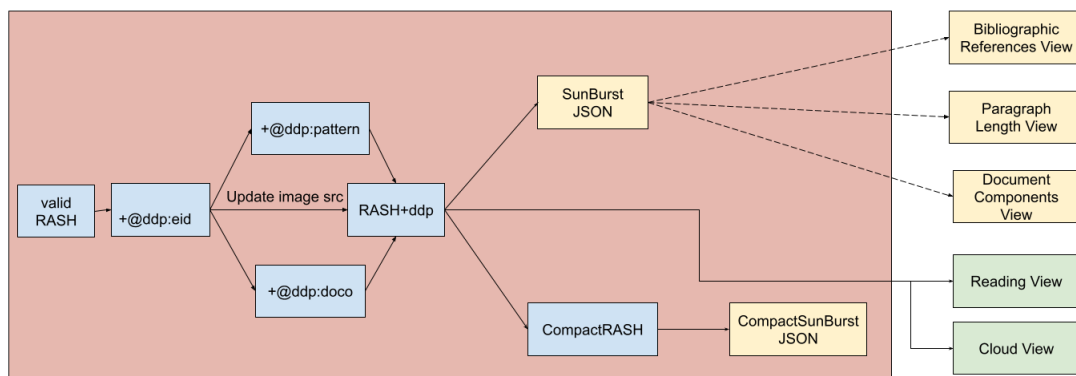 Bibliographic
References View
SunBurst
JSON
Paragraph
Length View
+@ddp:pattern
Document
Components
View
valid
RASH
+@ddp:eid
Update image src
RASH+ddp
+@ddp:doco
Reading View
CompactRASH
CompactSunBurst
JSON
Cloud View